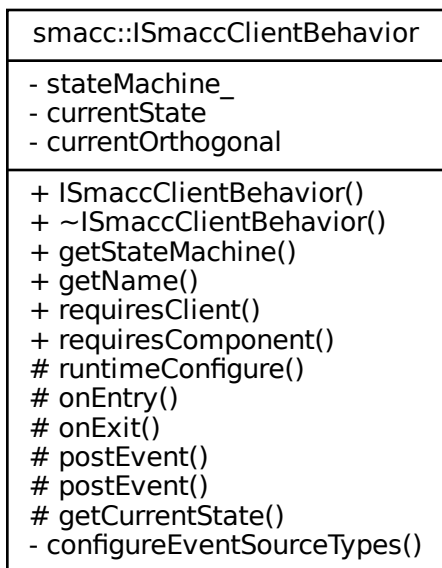 smacc::ISmaccClientBehavior
- stateMachine_
- currentState
- currentOrthogonal
+ ISmaccClientBehavior()
+ ~ISmaccClientBehavior()
+ getStateMachine()
+ getName()
+ requiresClient()
+ requiresComponent()
# runtimeConfigure()
# onEntry()
# onExit()
# postEvent()
# postEvent()
# getCurrentState()
- configureEventSourceTypes()